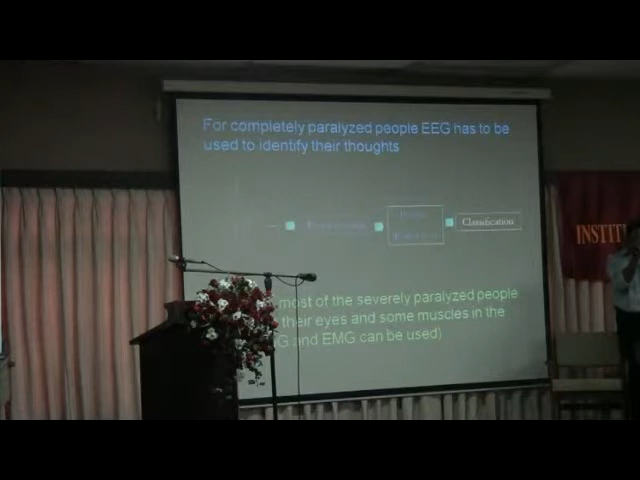 For completely paralyzed people EEG has to be
used to identify their thoughts
Classification
most of the severely paralyzed people
their eyes and some muscles in the
G and EMG can be used)
INSTIT